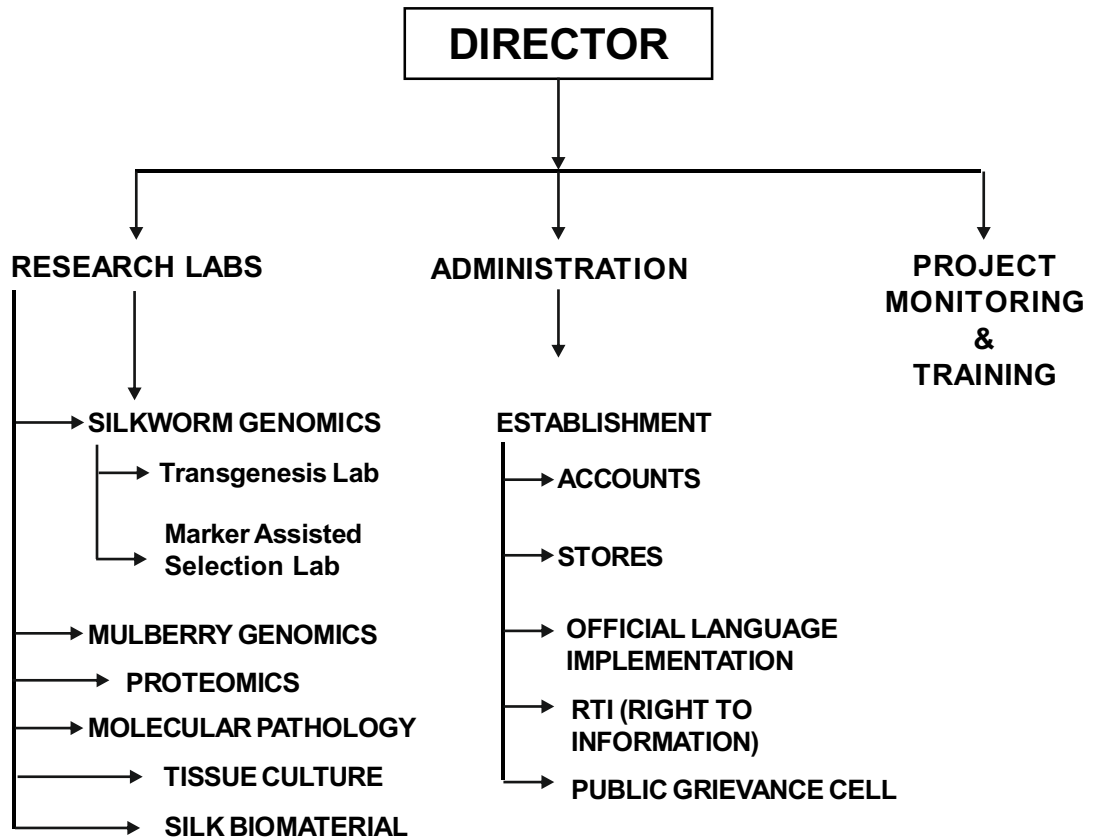 DIRECTOR
RESEARCH LABS
SILKWORM GENOMICS
Transgenesis Lab
Marker Assisted
Selection Lab
MULBERRY GENOMICS
PROTEOMICS
MOLECULAR PATHOLOGY
TISSUE CULTURE
SILK BIOMATERIAL
ADMINISTRATION
ESTABLISHMENT
ACCOUNTS
STORES
OFFICIAL LANGUAGE
IMPLEMENTATION
RTI (RIGHT TO
INFORMATION)
PUBLIC GRIEVANCE CELL
PROJECT
MONITORING
&
TRAINING